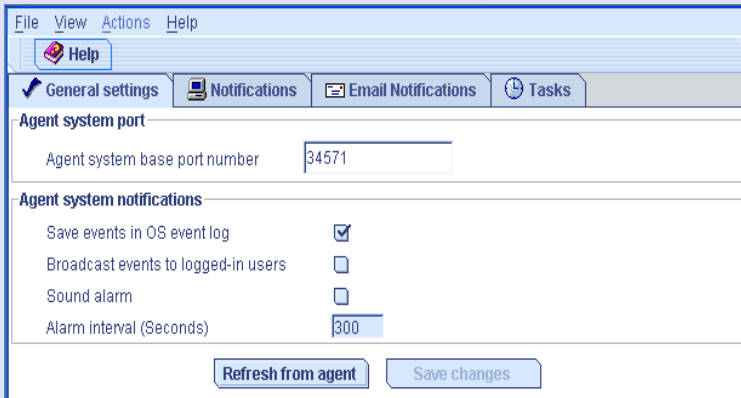 File View Actions Help
Help
General settings Notifications Email Notifications Tasks
Agent system port
Agent system base port number 34571
Agent system notifications
Save events in OS event log
Broadcast events to logged-in users
Sound alarm
Alarm interval (Seconds) 300
Refresh from agent Save changes